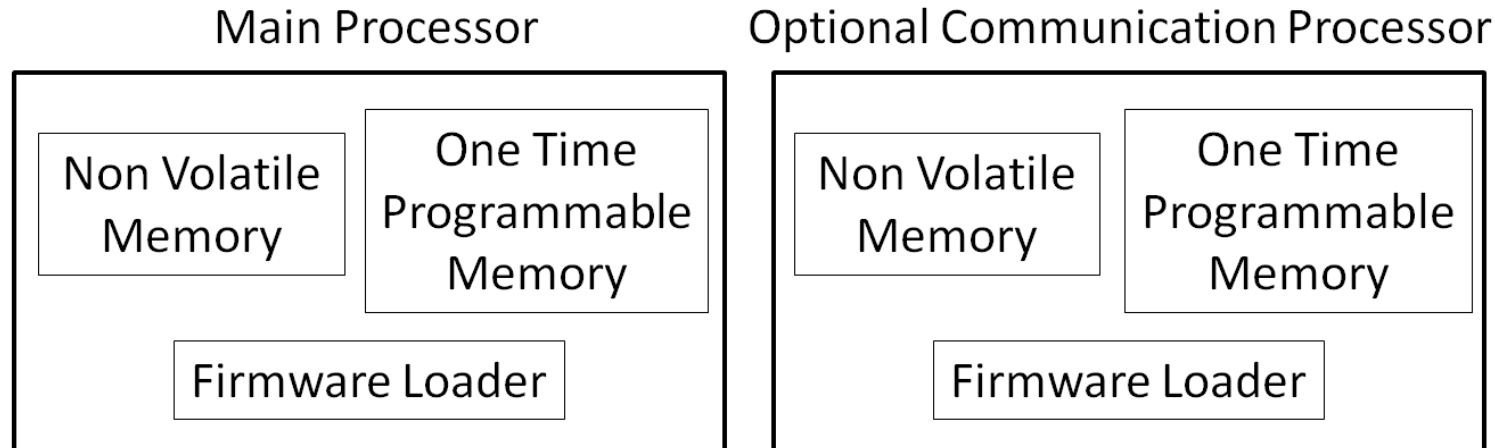 Main Processor
Optional Communication Processor
Non Volatile
Memory
One Time
Programmable
Memory
Firmware Loader
Non Volatile
Memory
One Time
Programmable
Memory
Firmware Loader